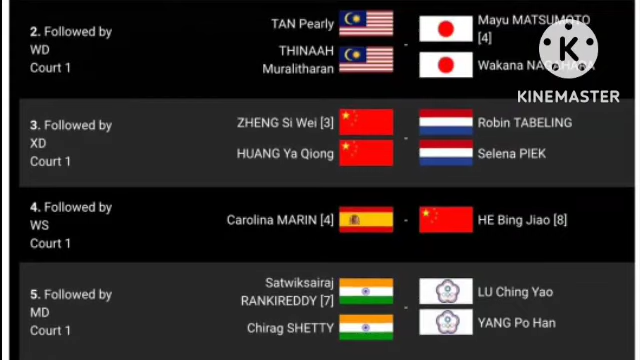 2. Followed by
WD
Court 1
TAN Pearly
THINAAH
Muralitharan
-
Mayu MATSUMOTO
[4]
Wakana NAGAHARA
K
KINEMASTER
3. Followed by
XD
Court 1
ZHENG Si Wei [3]
HUANG Ya Qiong
-
Robin TABELING
Selena PIEK
4. Followed by
WS
Court 1
Carolina MARIN [4]
-
HE Bing Jiao [8]
5. Followed by
MD
Court 1
Satwiksairaj
RANKIREDDY [7]
Chirag SHETTY
-
LU Ching Yao
YANG Po Han